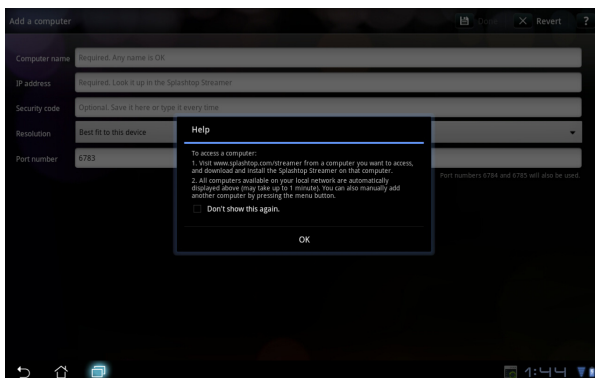 Add a computer
Done
Revert
?
Computer name
Required. Any name is OK
IP address
Required. Look it up in the Splashtop Streamer
Security code
Optional. Save it here or type it every time
Resolution
Best fit to this device
Port number
6783
Port numbers 6784 and 6785 will also be used.
Help
To access a computer:
1. Visit www.splashtop.com/streamer from a computer you want to access,
and download and install the Splashtop Streamer on that computer.
2. All computers available on your local network are automatically
displayed above (may take up to 1 minute). You can also manually add
another computer by pressing the menu button.
Don't show this again.
OK
1:44